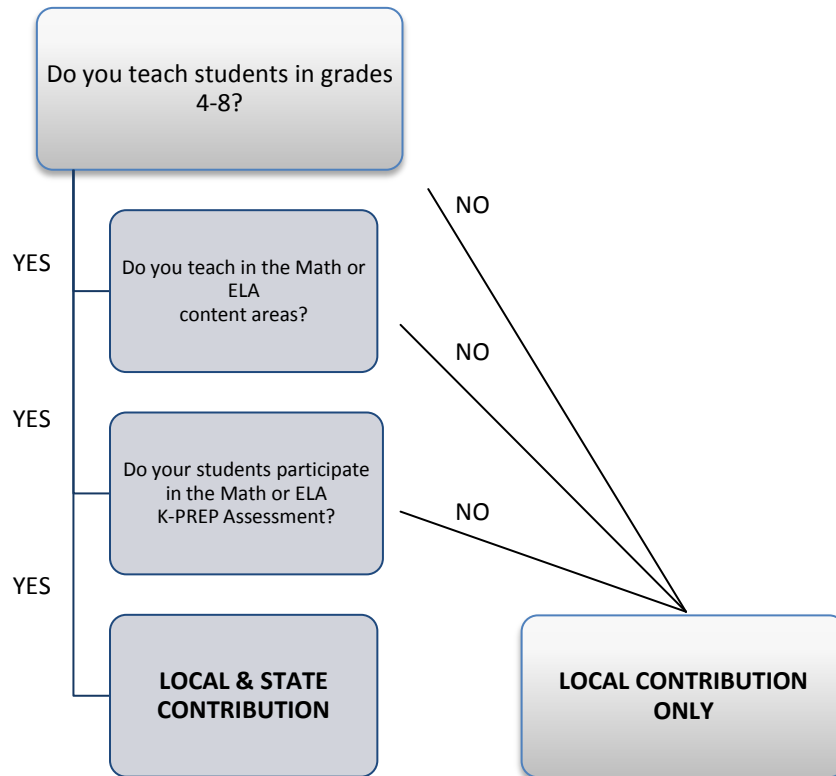 Do you teach students in grades
4-8?
NO
YES
Do you teach in the Math or
ELA
content areas?
NO
YES
Do your students participate
in the Math or ELA
K-PREP Assessment?
NO
YES
LOCAL & STATE
CONTRIBUTION
LOCAL CONTRIBUTION
ONLY